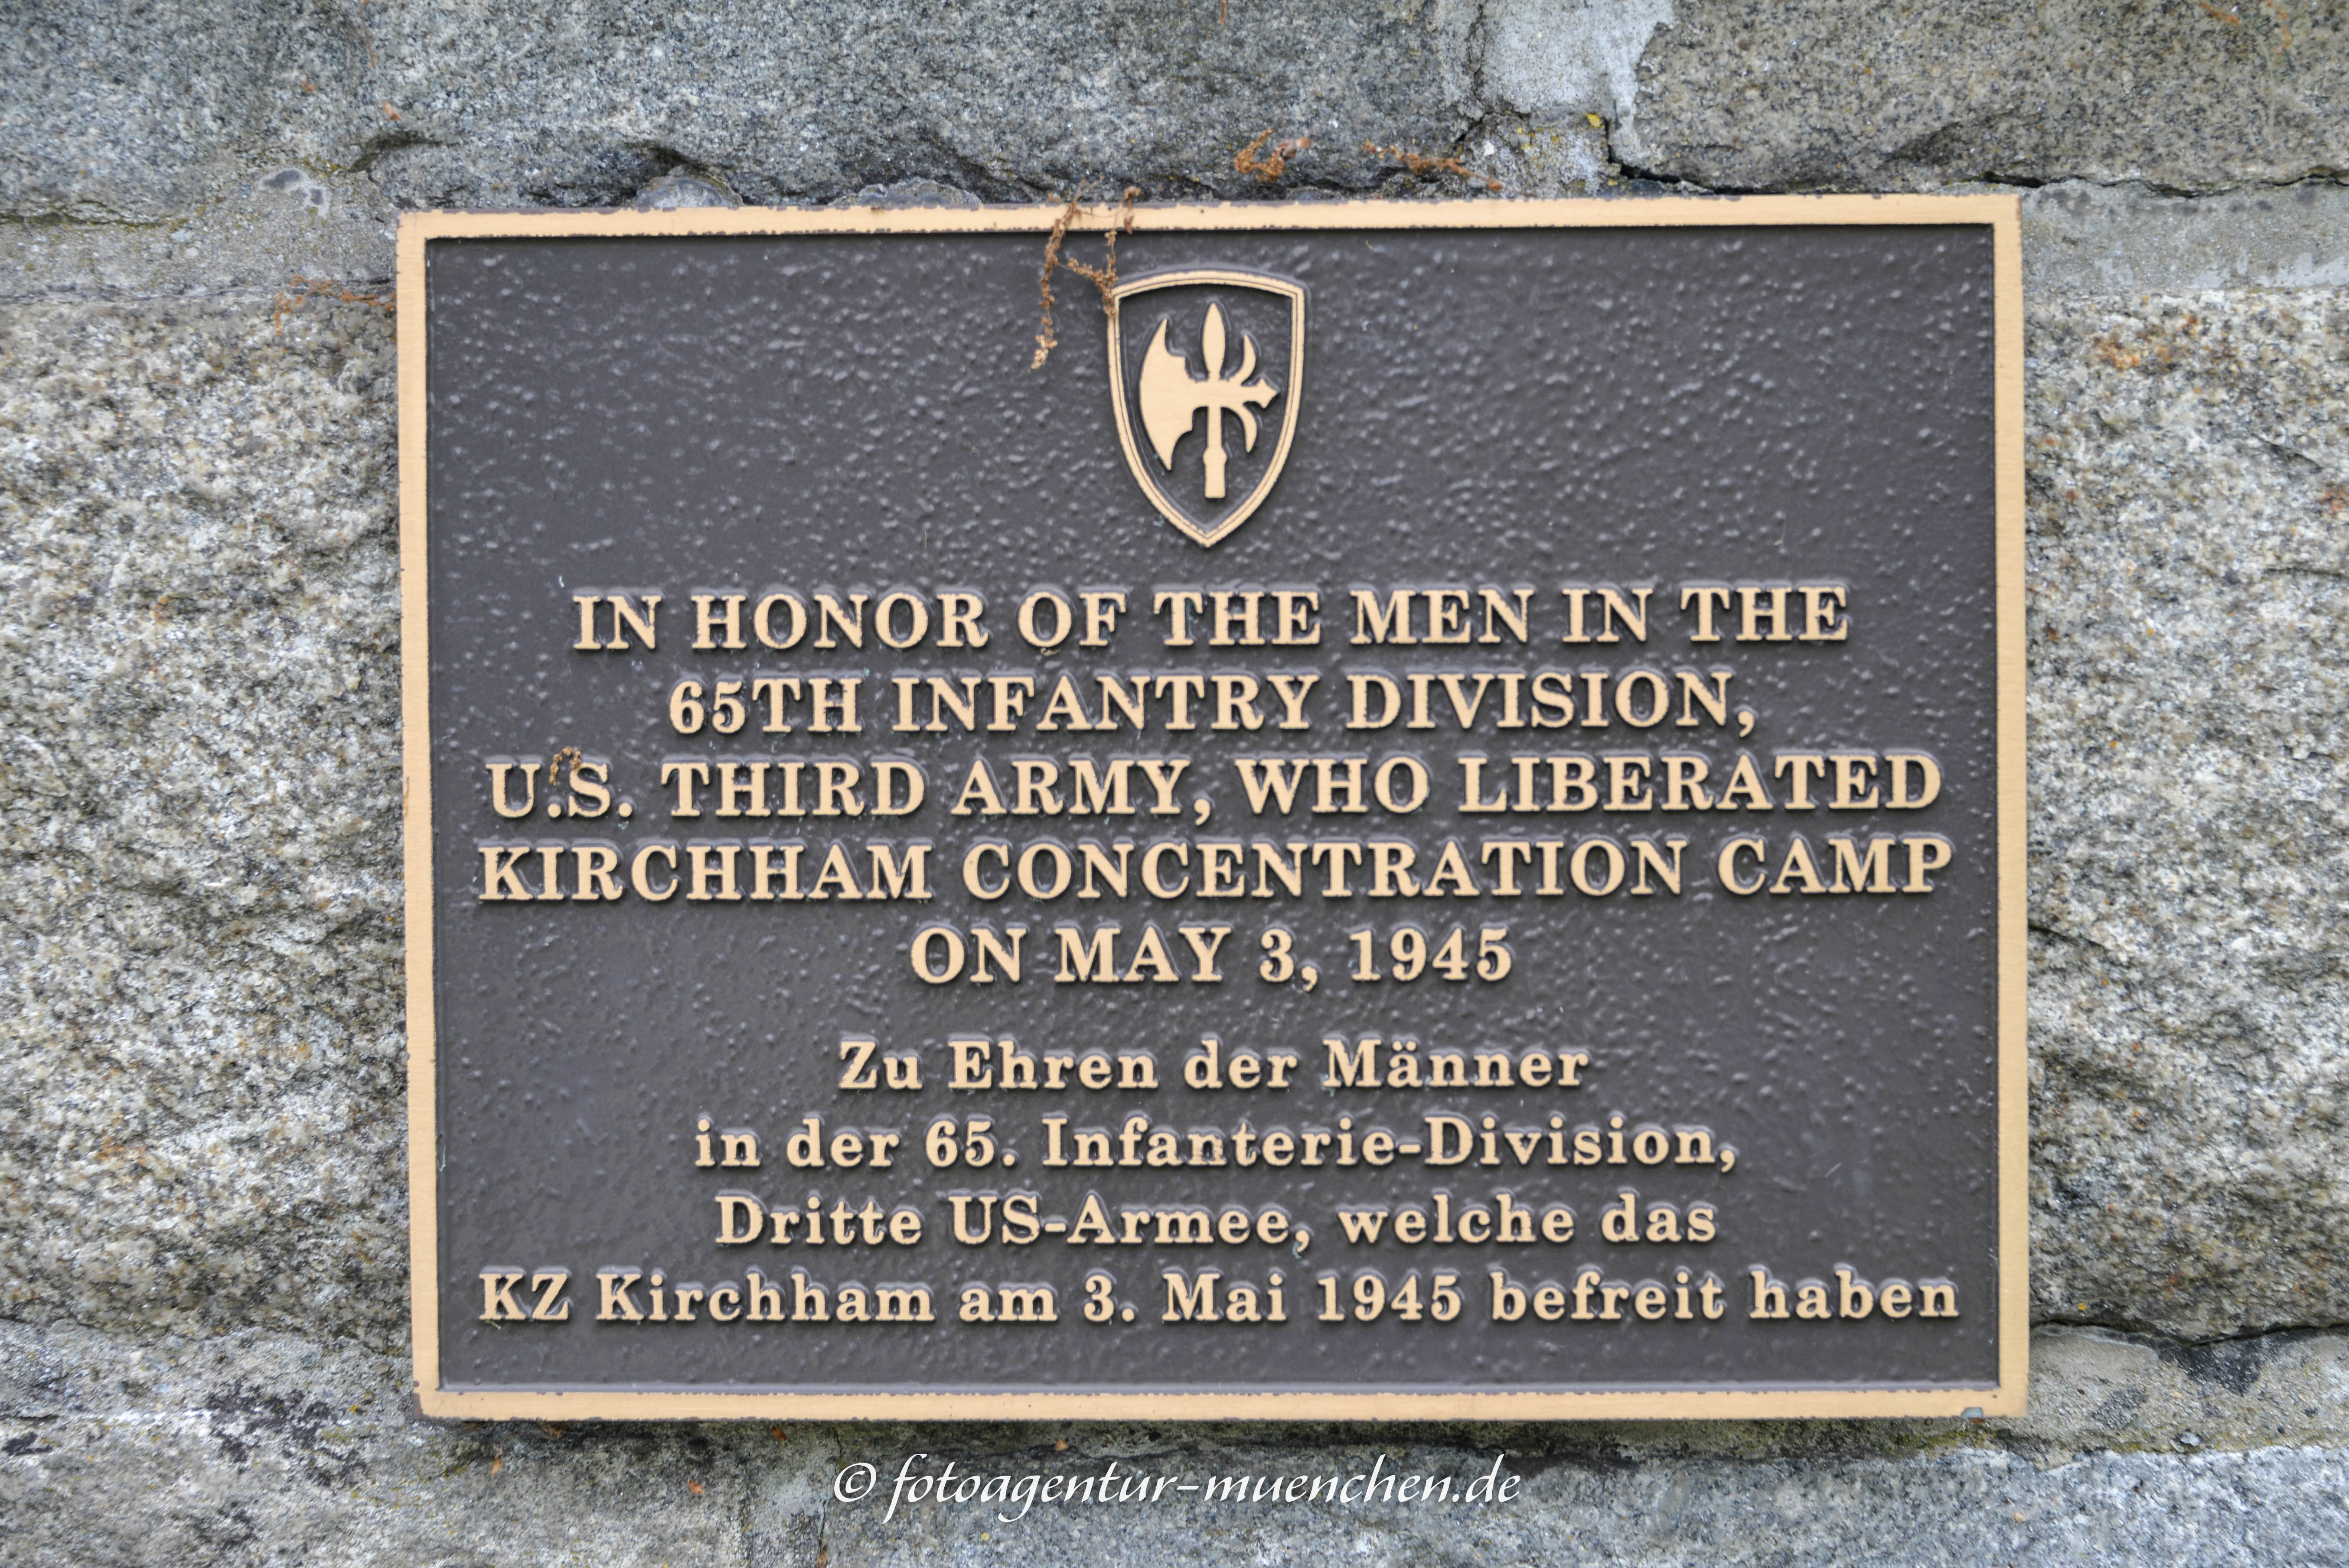 IN HONOR OF THE MEN IN THE
65TH INFANTRY DIVISION,
U.S. THIRD ARMY, WHO LIBERATED
KIRCHHAM CONCENTRATION CAMP
ON MAY 3, 1945
Zu Ehren der Männer
in der 65. Infanterie-Division,
Dritte US-Armee, welche das
KZ Kirchham am 3. Mai 1945 befreit haben
© fotoagentur-muenchen.de